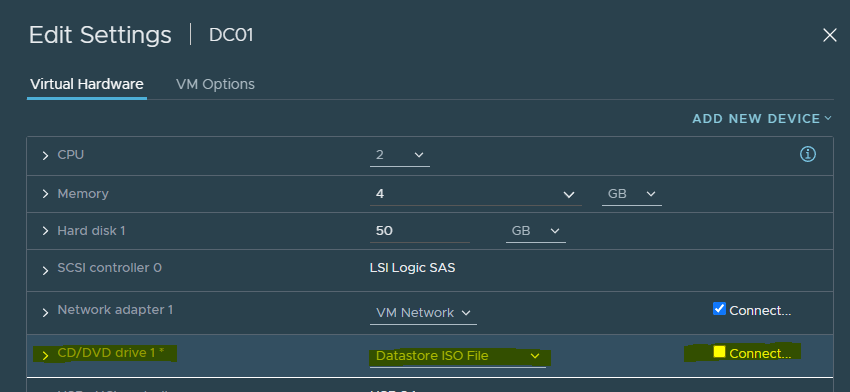 Edit Settings DC01
Virtual Hardware VM Options
ADD NEW DEVICE
CPU 2
Memory 4 GB
Hard disk 1 50 GB
SCSI controller 0 LSI Logic SAS
Network adapter 1 VM Network Connect...
CD/DVD drive 1 * Datastore ISO File Connect...